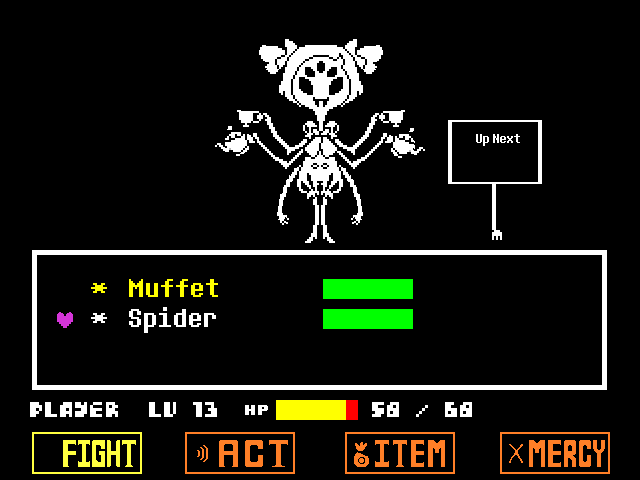 Up Next
* Muffet
* Spider
PLAYER LV 13 HP 58 / 68
FIGHT ACT ITEM MERCY